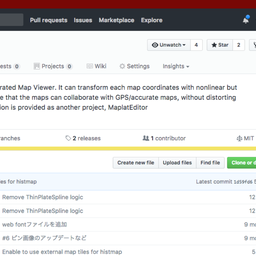 Pull requests Issues Marketplace Explore
Unwatch 4 Star 2
ests 0 Projects 0 Wiki Settings Insights
rated Map Viewer. It can transform each map coordinates with nonlinear but
e that the maps can collaborate with GPS/accurate maps, without distorting
ion is provided as another project, MaplatEditor
ranches 2 releases 1 contributor MIT
Create new file Upload files Find file Clone or d
les for histmap Latest commit
Remove ThinPlateSpline logic 12
Remove ThinPlateSpline logic 12
web fontファイルを追加 9 m
#6 ピン画像のアップデートなど 9 m
Enable to use external map tiles for histmap 5